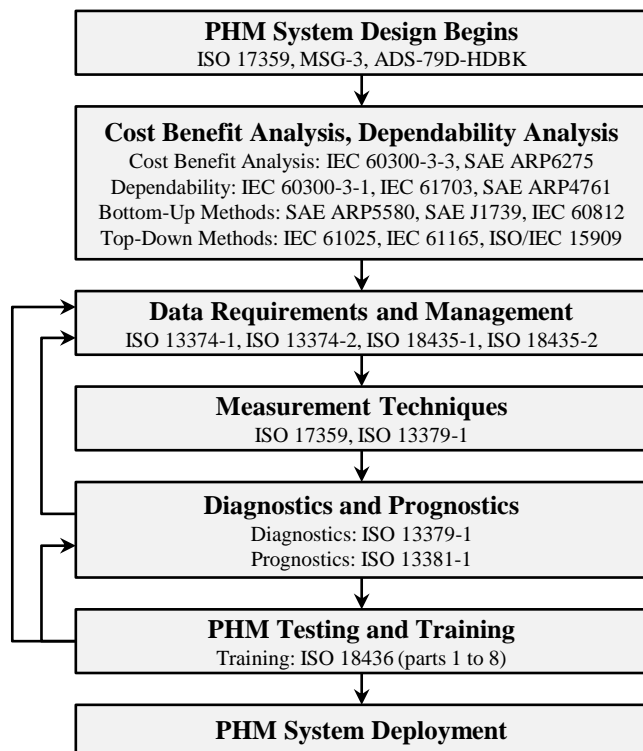 PHM System Design Begins
ISO 17359, MSG-3, ADS-79D-HDBK
Cost Benefit Analysis, Dependability Analysis
Cost Benefit Analysis: IEC 60300-3-3, SAE ARP6275
Dependability: IEC 60300-3-1, IEC 61703, SAE ARP4761
Bottom-Up Methods: SAE ARP5580, SAE J1739, IEC 60812
Top-Down Methods: IEC 61025, IEC 61165, ISO/IEC 15909
Data Requirements and Management
ISO 13374-1, ISO 13374-2, ISO 18435-1, ISO 18435-2
Measurement Techniques
ISO 17359, ISO 13379-1
Diagnostics and Prognostics
Diagnostics: ISO 13379-1
Prognostics: ISO 13381-1
PHM Testing and Training
Training: ISO 18436 (parts 1 to 8)
PHM System Deployment